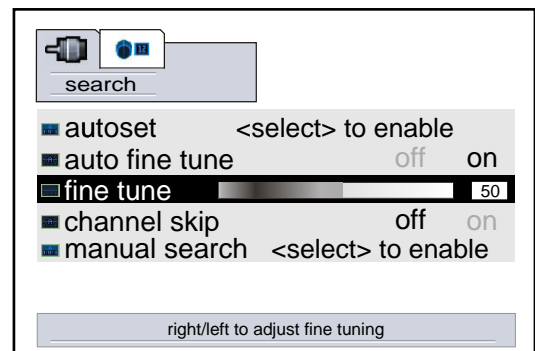 search
autoset <select> to enable
auto fine tune off on
fine tune 50
channel skip off on
manual search <select> to enable
right/left to adjust fine tuning